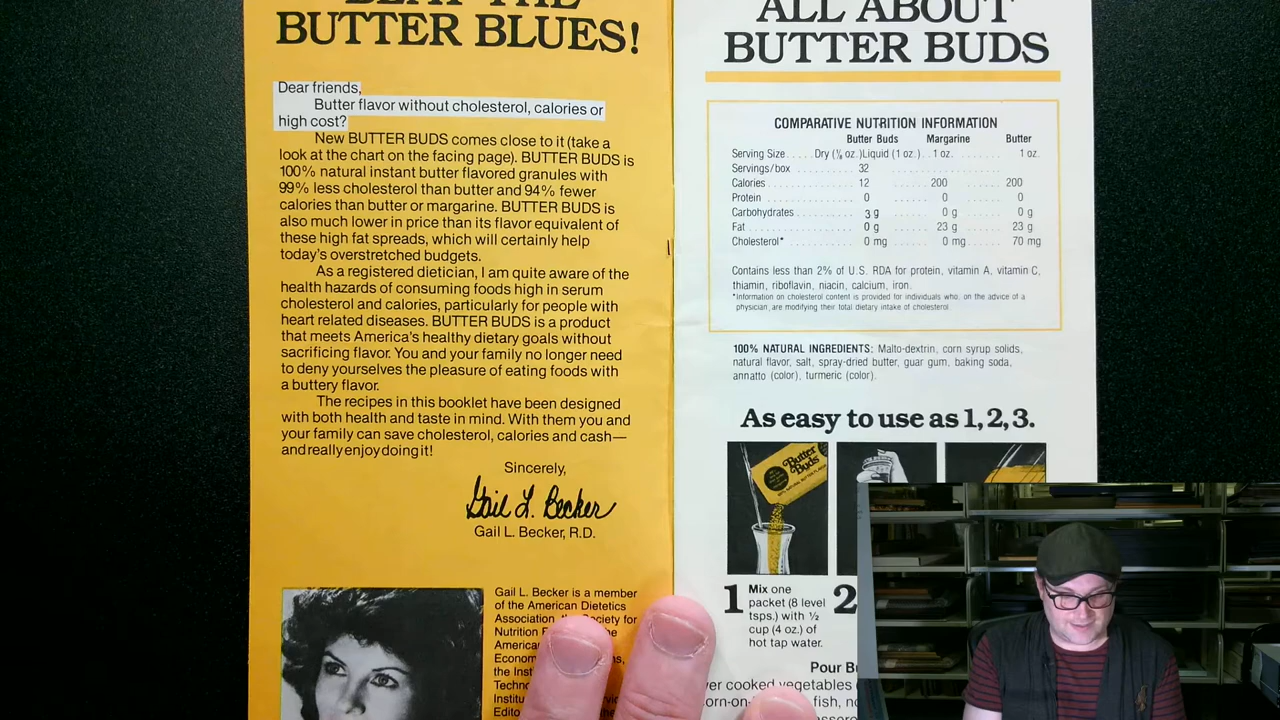 BUTTER BLUES!
Dear friends,
Butter flavor without cholesterol, calories or
high cost?
New BUTTER BUDS comes close to it (take a
look at the chart on the facing page). BUTTER BUDS is
100% natural instant butter flavored granules with
99% less cholesterol than butter and 94% fewer
calories than butter or margarine. BUTTER BUDS is
also much lower in price than its flavor equivalent of
these high fat spreads, which will certainly help
today's overstretched budgets.
As a registered dietician, I am quite aware of the
health hazards of consuming foods high in serum
cholesterol and calories, particularly for people with
heart related diseases. BUTTER BUDS is a product
that meets America's healthy dietary goals without
sacrificing flavor. You and your family no longer need
to deny yourselves the pleasure of eating foods with
a buttery flavor.
The recipes in this booklet have been designed
with both health and taste in mind. With them you and
your family can save cholesterol, calories and cash—
and really enjoy doing it!
Sincerely,
Gail L. Becker
Gail L. Becker, R.D.
Gail L. Becker is a member
of the American Dietetics
Association, Society for
Nutrition
American
the
ALL ABOUT
BUTTER BUDS
COMPARATIVE NUTRITION INFORMATION
Butter Buds Margarine Butter
Serving Size Dry (⅛ oz.) Liquid (1 oz.) 1 oz. 1 oz.
Servings/box 32
Calories 12 200 200
Protein 0 0 0
Carbohydrates 3 g 0 g 0 g
Fat 0 g 23 g 23 g
Cholesterol* 0 mg 0 mg 70 mg
Contains less than 2% of U.S. RDA for protein, vitamin A, vitamin C,
thiamin, riboflavin, niacin, calcium, iron.
*Information on cholesterol content is provided for individuals who, on the advice of a
physician, are modifying their total dietary intake of cholesterol.
100% NATURAL INGREDIENTS: Malto-dextrin, corn syrup solids,
natural flavor, salt, spray-dried butter, guar gum, baking soda,
annatto (color), turmeric (color).
As easy to use as 1, 2, 3.
Butter
Buds
1 Mix one
packet (8 level
tsps.) with ½
cup (4 oz.) of
hot tap water.
2
Pour
cooked vegetables
fish,